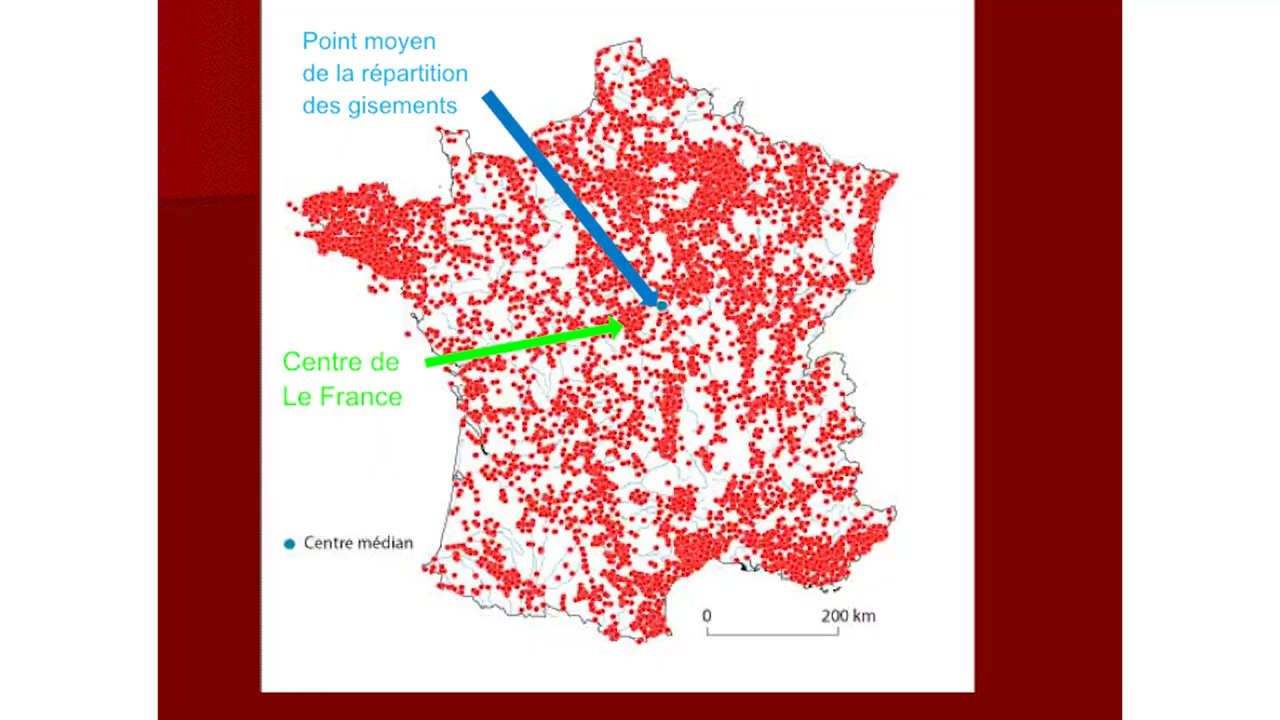 Point moyen
de la répartition
des gisements
Centre de
Le France
Centre médian
0 200 km